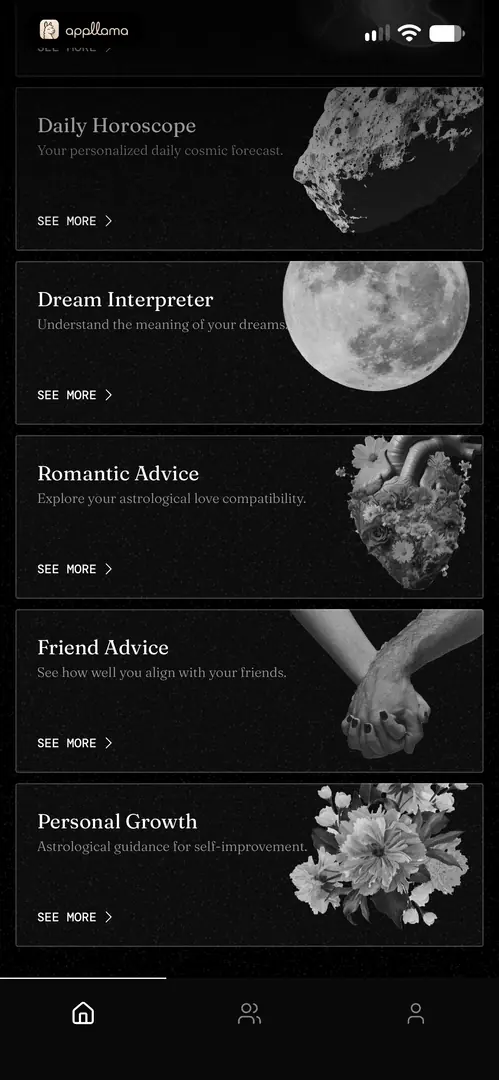 appllama
SEE MORE
Daily Horoscope
Your personalized daily cosmic forecast.
SEE MORE
Dream Interpreter
Understand the meaning of your dreams.
SEE MORE
Romantic Advice
Explore your astrological love compatibility.
SEE MORE
Friend Advice
See how well you align with your friends.
SEE MORE
Personal Growth
Astrological guidance for self-improvement.
SEE MORE